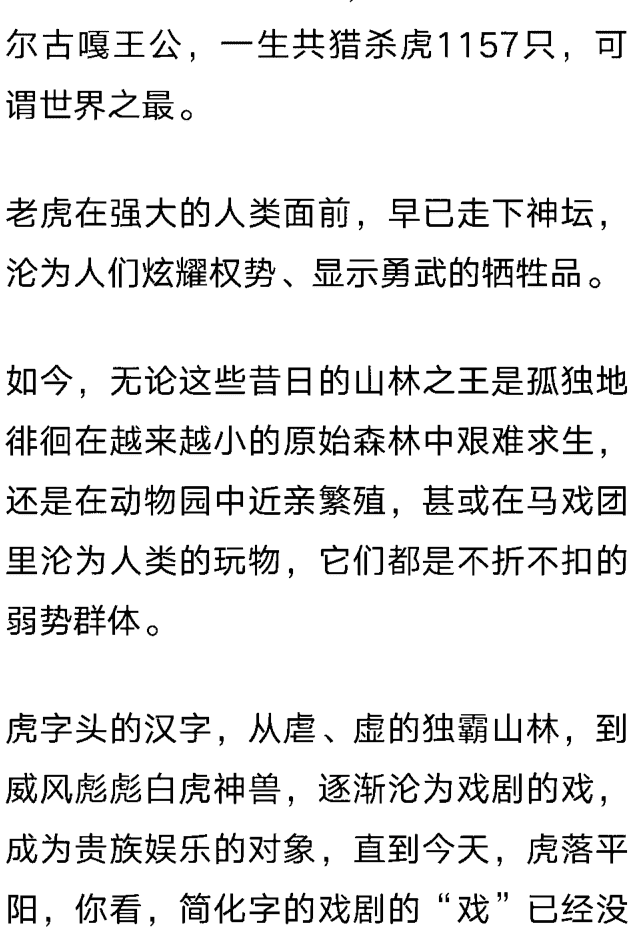 尔古嘎王公，一生共猎杀虎1157只，可
谓世界之最。
老虎在强大的人类面前，早已走下神坛，
沦为人们炫耀权势、显示勇武的牺牲品。
如今，无论这些昔日的山林之王是孤独地
徘徊在越来越小的原始森林中艰难求生，
还是在动物园中近亲繁殖，甚或在马戏团
里沦为人类的玩物，它们都是不折不扣的
弱势群体。
虎字头的汉字，从虐、虚的独霸山林，到
威风彪彪白虎神兽，逐渐沦为戏剧的戏，
成为贵族娱乐的对象，直到今天，虎落平
阳，你看，简化字的戏剧的“戏”已经没